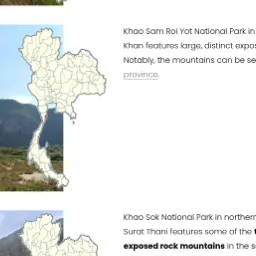 Khao Sam Roi Yot National Park in
Khan features large, distinct expos
Notably, the mountains can be se
province.
Khao Sok National Park in northern
Surat Thani features some of the
exposed rock mountains in the s